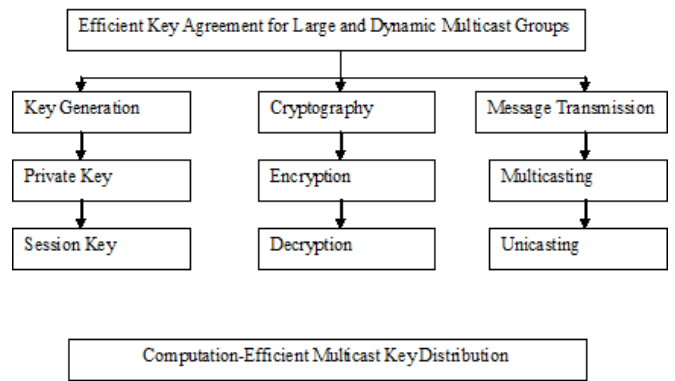 Efficient Key Agreement for Large and Dynamic Multicast Groups
Key Generation
Cryptography
Message Transmission
Private Key
Encryption
Multicasting
Session Key
Decryption
Unicasting
Computation-Efficient Multicast Key Distribution